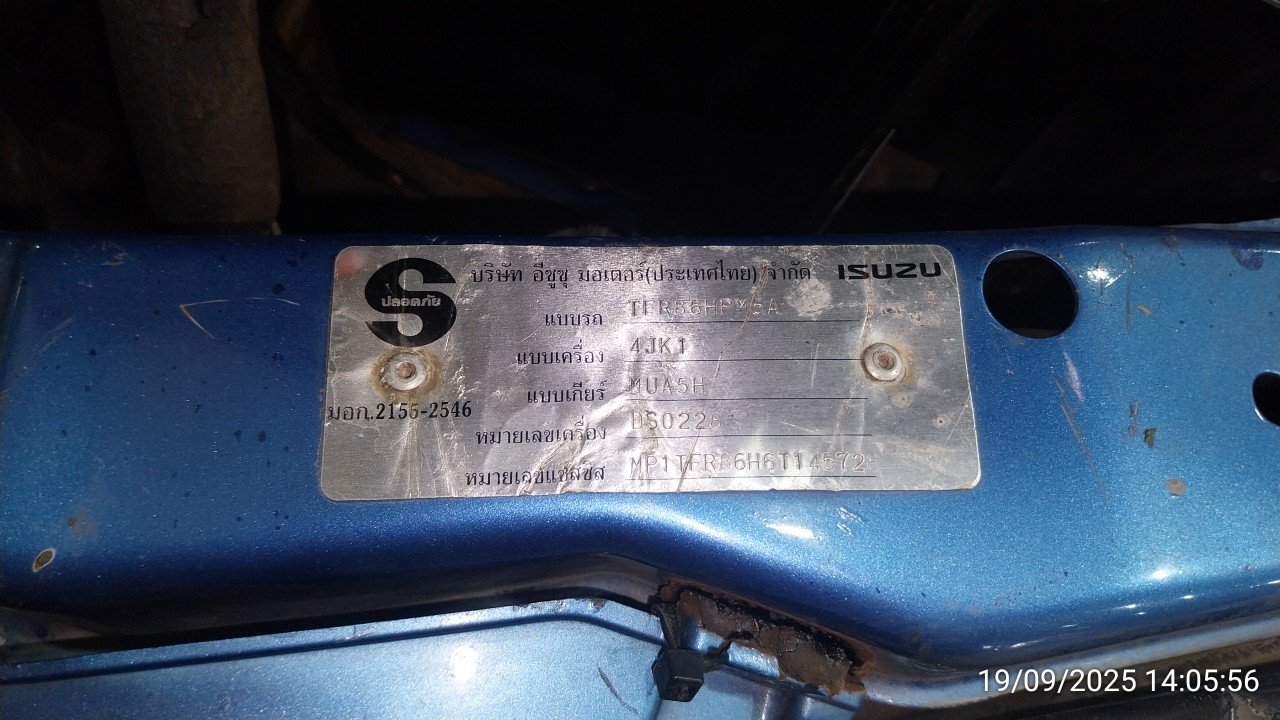 บริษัท อีซูซุ มอเตอร์(ประเทศไทย) จำกัด ISUZU
ปลอดภัย
แบบรถ TFR86HPM5A
แบบเครื่อง 4JK1
แบบเกียร์ MUA5H
มอก.2155-2546
หมายเลขเครื่อง
หมายเลขแชสซีส
19/09/2025 14:05:56